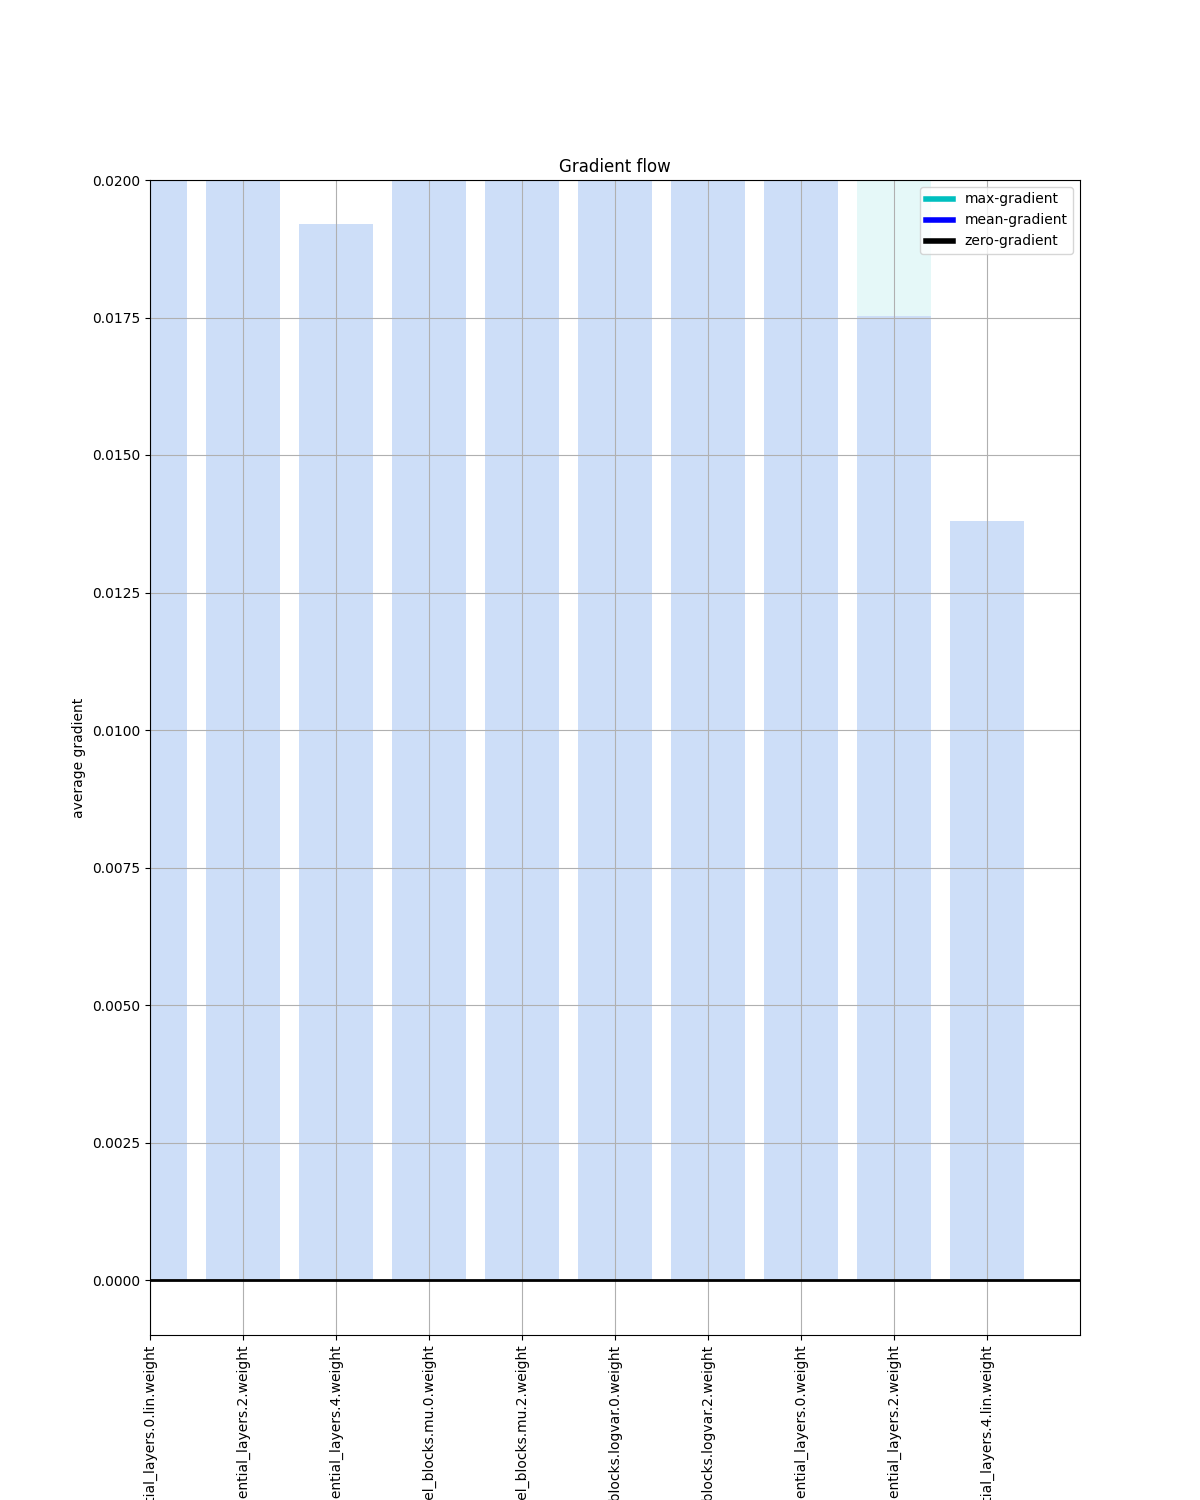 Gradient flow
max-gradient
mean-gradient
zero-gradient
0.0200
0.0175
0.0150
0.0125
0.0100
0.0075
0.0050
0.0025
0.0000
average gradient
tial_layers.0.lin.weight
ential_layers.2.weight
ential_layers.4.weight
el_blocks.mu.0.weight
el_blocks.mu.2.weight
blocks.logvar.0.weight
blocks.logvar.2.weight
ential_layers.0.weight
ential_layers.2.weight
tial_layers.4.lin.weight